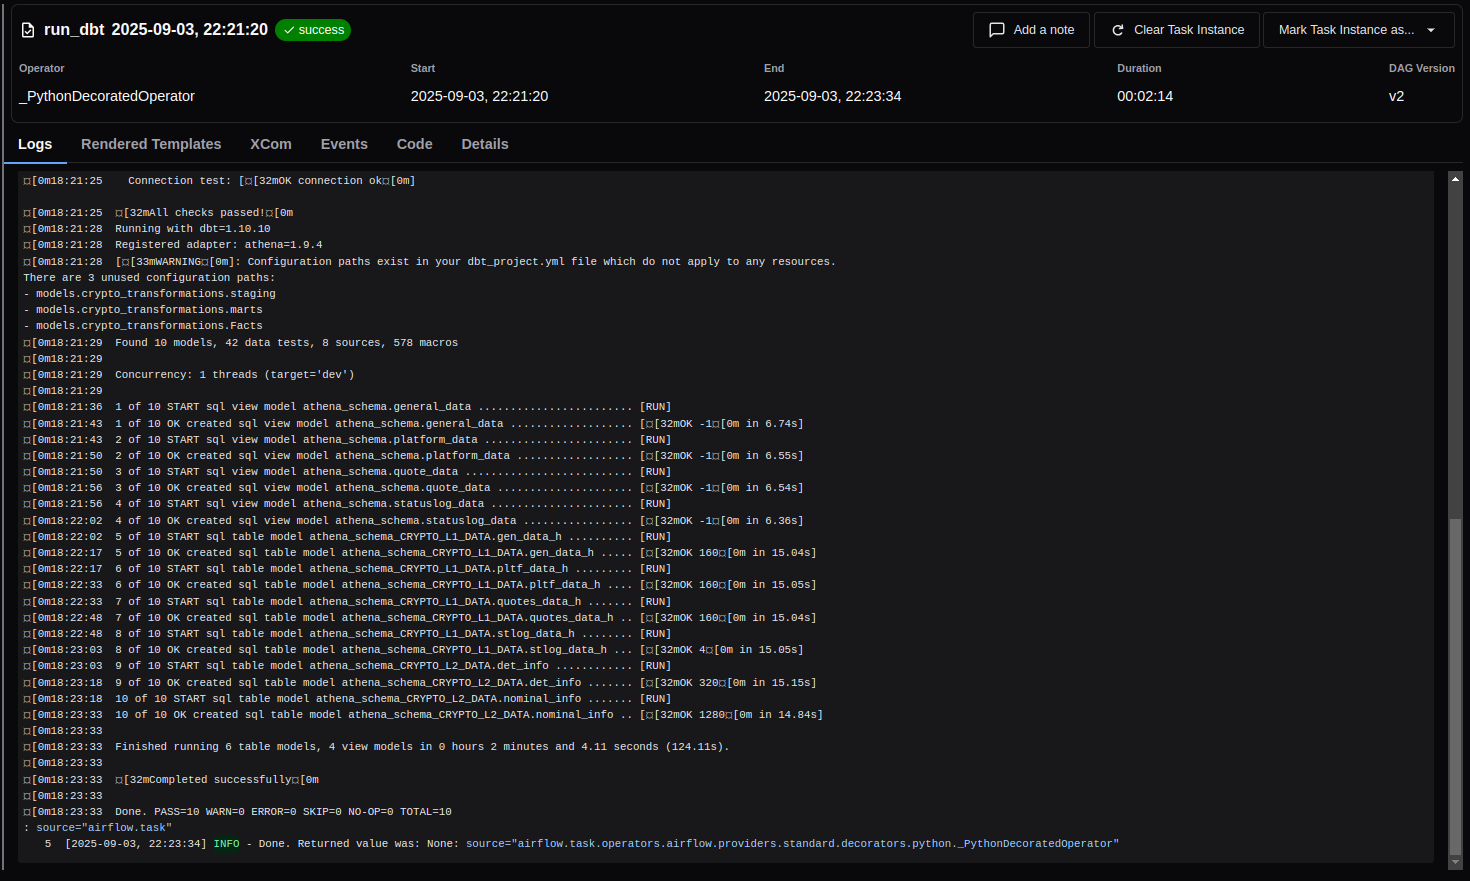 run_dbt 2025-09-03, 22:21:20 success
Add a note
Clear Task Instance
Mark Task Instance as...
Operator Start End Duration DAG Version
_PythonDecoratedOperator 2025-09-03, 22:21:20 2025-09-03, 22:23:34 00:02:14 v2
Logs Rendered Templates XCom Events Code Details
¤[0m18:21:25    Connection test: [¤[32mOK connection ok¤[0m]
¤[0m18:21:25  ¤[32mAll checks passed!¤[0m
¤[0m18:21:28  Running with dbt=1.10.10
¤[0m18:21:28  Registered adapter: athena=1.9.4
¤[0m18:21:28  [¤[33mWARNING¤[0m]: Configuration paths exist in your dbt_project.yml file which do not apply to any resources.
There are 3 unused configuration paths:
- models.crypto_transformations.staging
- models.crypto_transformations.marts
- models.crypto_transformations.Facts
¤[0m18:21:29  Found 10 models, 42 data tests, 8 sources, 578 macros
¤[0m18:21:29
¤[0m18:21:29  Concurrency: 1 threads (target='dev')
¤[0m18:21:29
¤[0m18:21:36  1 of 10 START sql view model athena_schema.general_data ........................ [RUN]
¤[0m18:21:43  1 of 10 OK created sql view model athena_schema.general_data ................... [¤[32mOK -1¤[0m in 6.74s]
¤[0m18:21:43  2 of 10 START sql view model athena_schema.platform_data ....................... [RUN]
¤[0m18:21:50  2 of 10 OK created sql view model athena_schema.platform_data .................. [¤[32mOK -1¤[0m in 6.55s]
¤[0m18:21:50  3 of 10 START sql view model athena_schema.quote_data .......................... [RUN]
¤[0m18:21:56  3 of 10 OK created sql view model athena_schema.quote_data ..................... [¤[32mOK -1¤[0m in 6.54s]
¤[0m18:21:56  4 of 10 START sql view model athena_schema.statuslog_data ...................... [RUN]
¤[0m18:22:02  4 of 10 OK created sql view model athena_schema.statuslog_data ................. [¤[32mOK -1¤[0m in 6.36s]
¤[0m18:22:02  5 of 10 START sql table model athena_schema_CRYPTO_L1_DATA.gen_data_h .......... [RUN]
¤[0m18:22:17  5 of 10 OK created sql table model athena_schema_CRYPTO_L1_DATA.gen_data_h ..... [¤[32mOK 160¤[0m in 15.04s]
¤[0m18:22:17  6 of 10 START sql table model athena_schema_CRYPTO_L1_DATA.pltf_data_h ......... [RUN]
¤[0m18:22:33  6 of 10 OK created sql table model athena_schema_CRYPTO_L1_DATA.pltf_data_h .... [¤[32mOK 160¤[0m in 15.05s]
¤[0m18:22:33  7 of 10 START sql table model athena_schema_CRYPTO_L1_DATA.quotes_data_h ....... [RUN]
¤[0m18:22:48  7 of 10 OK created sql table model athena_schema_CRYPTO_L1_DATA.quotes_data_h .. [¤[32mOK 160¤[0m in 15.04s]
¤[0m18:22:48  8 of 10 START sql table model athena_schema_CRYPTO_L1_DATA.stlog_data_h ........ [RUN]
¤[0m18:23:03  8 of 10 OK created sql table model athena_schema_CRYPTO_L1_DATA.stlog_data_h ... [¤[32mOK 4¤[0m in 15.05s]
¤[0m18:23:03  9 of 10 START sql table model athena_schema_CRYPTO_L2_DATA.det_info ............ [RUN]
¤[0m18:23:18  9 of 10 OK created sql table model athena_schema_CRYPTO_L2_DATA.det_info ....... [¤[32mOK 320¤[0m in 15.15s]
¤[0m18:23:18  10 of 10 START sql table model athena_schema_CRYPTO_L2_DATA.nominal_info ....... [RUN]
¤[0m18:23:33  10 of 10 OK created sql table model athena_schema_CRYPTO_L2_DATA.nominal_info .. [¤[32mOK 1280¤[0m in 14.84s]
¤[0m18:23:33
¤[0m18:23:33  Finished running 6 table models, 4 view models in 0 hours 2 minutes and 4.11 seconds (124.11s).
¤[0m18:23:33
¤[0m18:23:33  ¤[32mCompleted successfully¤[0m
¤[0m18:23:33
¤[0m18:23:33  Done. PASS=10 WARN=0 ERROR=0 SKIP=0 NO-OP=0 TOTAL=10
: source="airflow.task"
5  [2025-09-03, 22:23:34] INFO - Done. Returned value was: None: source="airflow.task.operators.airflow.providers.standard.decorators.python._PythonDecoratedOperator"